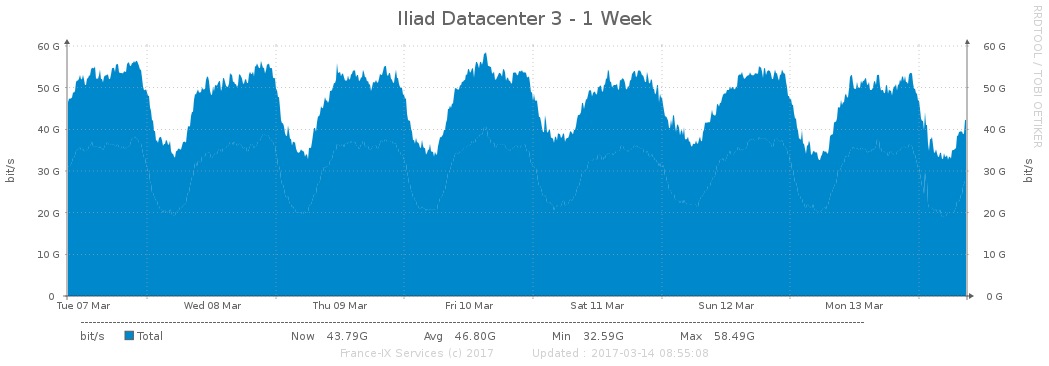 Iliad Datacenter 3 - 1 Week
RRDTOOL / TOBI OETIKER
60 G 60 G
50 G 50 G
40 G 40 G
30 G 30 G
20 G 20 G
10 G 10 G
0 0 G
bit/s
bit/s
Tue 07 Mar Wed 08 Mar Thu 09 Mar Fri 10 Mar Sat 11 Mar Sun 12 Mar Mon 13 Mar
bit/s Total Now 43.79G Avg 46.80G Min 32.59G Max 58.49G
France-IX Services (c) 2017 Updated : 2017-03-14 08:55:08